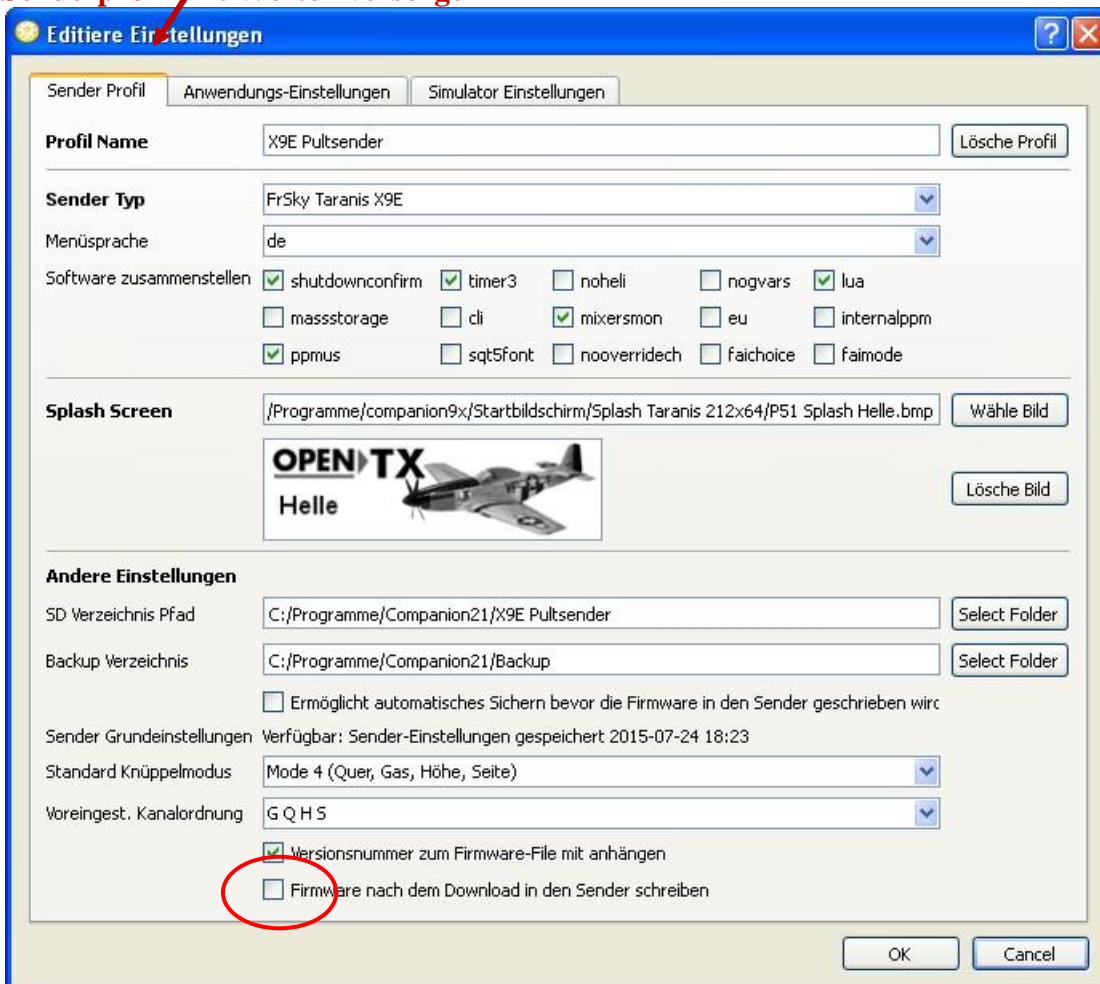 Editiere Einstellungen
Sender Profil Anwendungs-Einstellungen Simulator Einstellungen
Profil Name X9E Pultsender Lösche Profil
Sender Typ FrSky Taranis X9E
Menüsprache de
Software zusammenstellen shutdownconfirm timer3 noheli nogvars lua
massstorage cli mixersmon eu internalppm
ppmus sqt5font nooverridech faichoice faimode
Splash Screen /Programme/companion9x/Startbildschirm/Splash Taranis 212x64/P51 Splash Helle.bmp Wähle Bild
OPEN TX
Helle
Lösche Bild
Andere Einstellungen
SD Verzeichnis Pfad C:/Programme/Companion21/X9E Pultsender Select Folder
Backup Verzeichnis C:/Programme/Companion21/Backup Select Folder
Ermöglicht automatisches Sichern bevor die Firmware in den Sender geschrieben
Sender Grundeinstellungen Verfügbar: Sender-Einstellungen gespeichert 2015-07-24 18:23
Standard Knüppelmodus Mode 4 (Quer, Gas, Höhe, Seite)
Voreingest. Kanalordnung G Q H S
Versionsnummer zum Firmware-File mit anhängen
Firmware nach dem Download in den Sender schreiben
OK Cancel